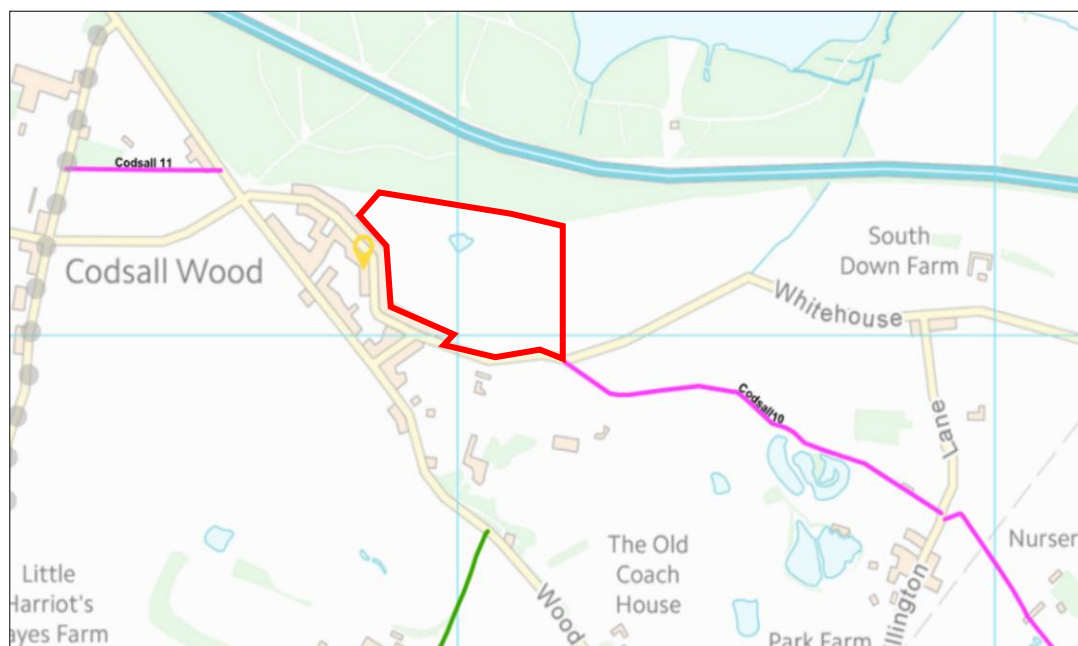 Codsall 11
Codsall Wood
South
Down Farm
Whitehouse
Lane
Codsall10
The Old
Coach
House
Nurser
Little
Harriot's
ayes Farm
Wood
Park Farm
llington